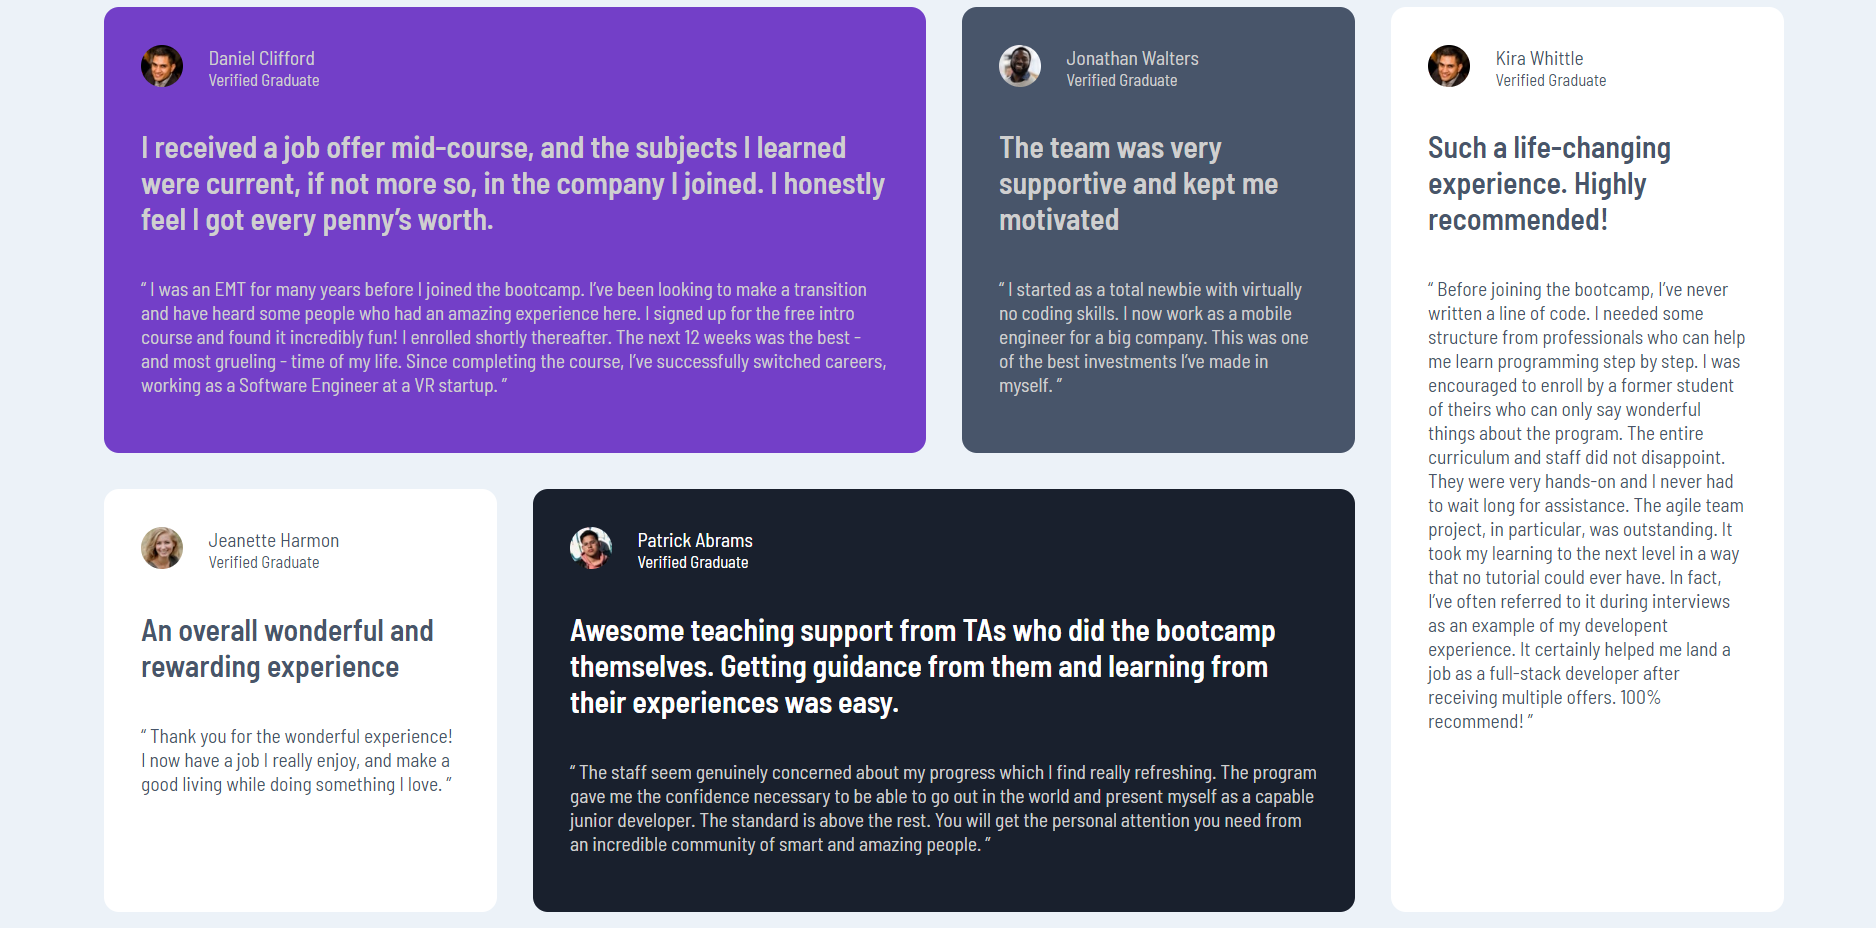 Daniel Clifford
Verified Graduate
I received a job offer mid-course, and the subjects I learned
were current, if not more so, in the company I joined. I honestly
feel I got every penny’s worth.
“ I was an EMT for many years before I joined the bootcamp. I’ve been looking to make a transition
and have heard some people who had an amazing experience here. I signed up for the free intro
course and found it incredibly fun! I enrolled shortly thereafter. The next 12 weeks was the best -
and most grueling - time of my life. Since completing the course, I’ve successfully switched careers,
working as a Software Engineer at a VR startup. ”
Jonathan Walters
Verified Graduate
The team was very
supportive and kept me
motivated
“ I started as a total newbie with virtually
no coding skills. I now work as a mobile
engineer for a big company. This was one
of the best investments I’ve made in
myself. ”
Kira Whittle
Verified Graduate
Such a life-changing
experience. Highly
recommended!
“ Before joining the bootcamp, I’ve never
written a line of code. I needed some
structure from professionals who can help
me learn programming step by step. I was
encouraged to enroll by a former student
of theirs who can only say wonderful
things about the program. The entire
curriculum and staff did not disappoint.
They were very hands-on and I never had
to wait long for assistance. The agile team
project, in particular, was outstanding. It
took my learning to the next level in a way
that no tutorial could ever have. In fact,
I’ve often referred to it during interviews
as an example of my developent
experience. It certainly helped me land a
job as a full-stack developer after
receiving multiple offers. 100%
recommend! ”
Jeanette Harmon
Verified Graduate
An overall wonderful and
rewarding experience
“ Thank you for the wonderful experience!
I now have a job I really enjoy, and make a
good living while doing something I love. ”
Patrick Abrams
Verified Graduate
Awesome teaching support from TAs who did the bootcamp
themselves. Getting guidance from them and learning from
their experiences was easy.
“ The staff seem genuinely concerned about my progress which I find really refreshing. The program
gave me the confidence necessary to be able to go out in the world and present myself as a capable
junior developer. The standard is above the rest. You will get the personal attention you need from
an incredible community of smart and amazing people. ”